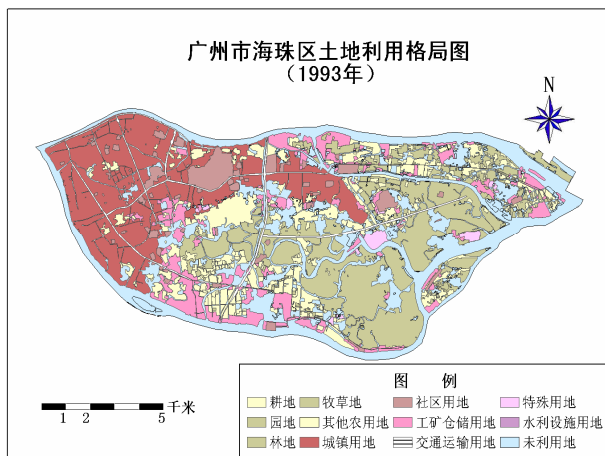 广州市海珠区土地利用格局图
（1993年）
N
图 例
耕地 牧草地 社区用地 特殊用地
园地 其他农用地 工矿仓储用地 水利设施用地
林地 城镇用地 交通运输用地 未利用地
千米
1 2 5